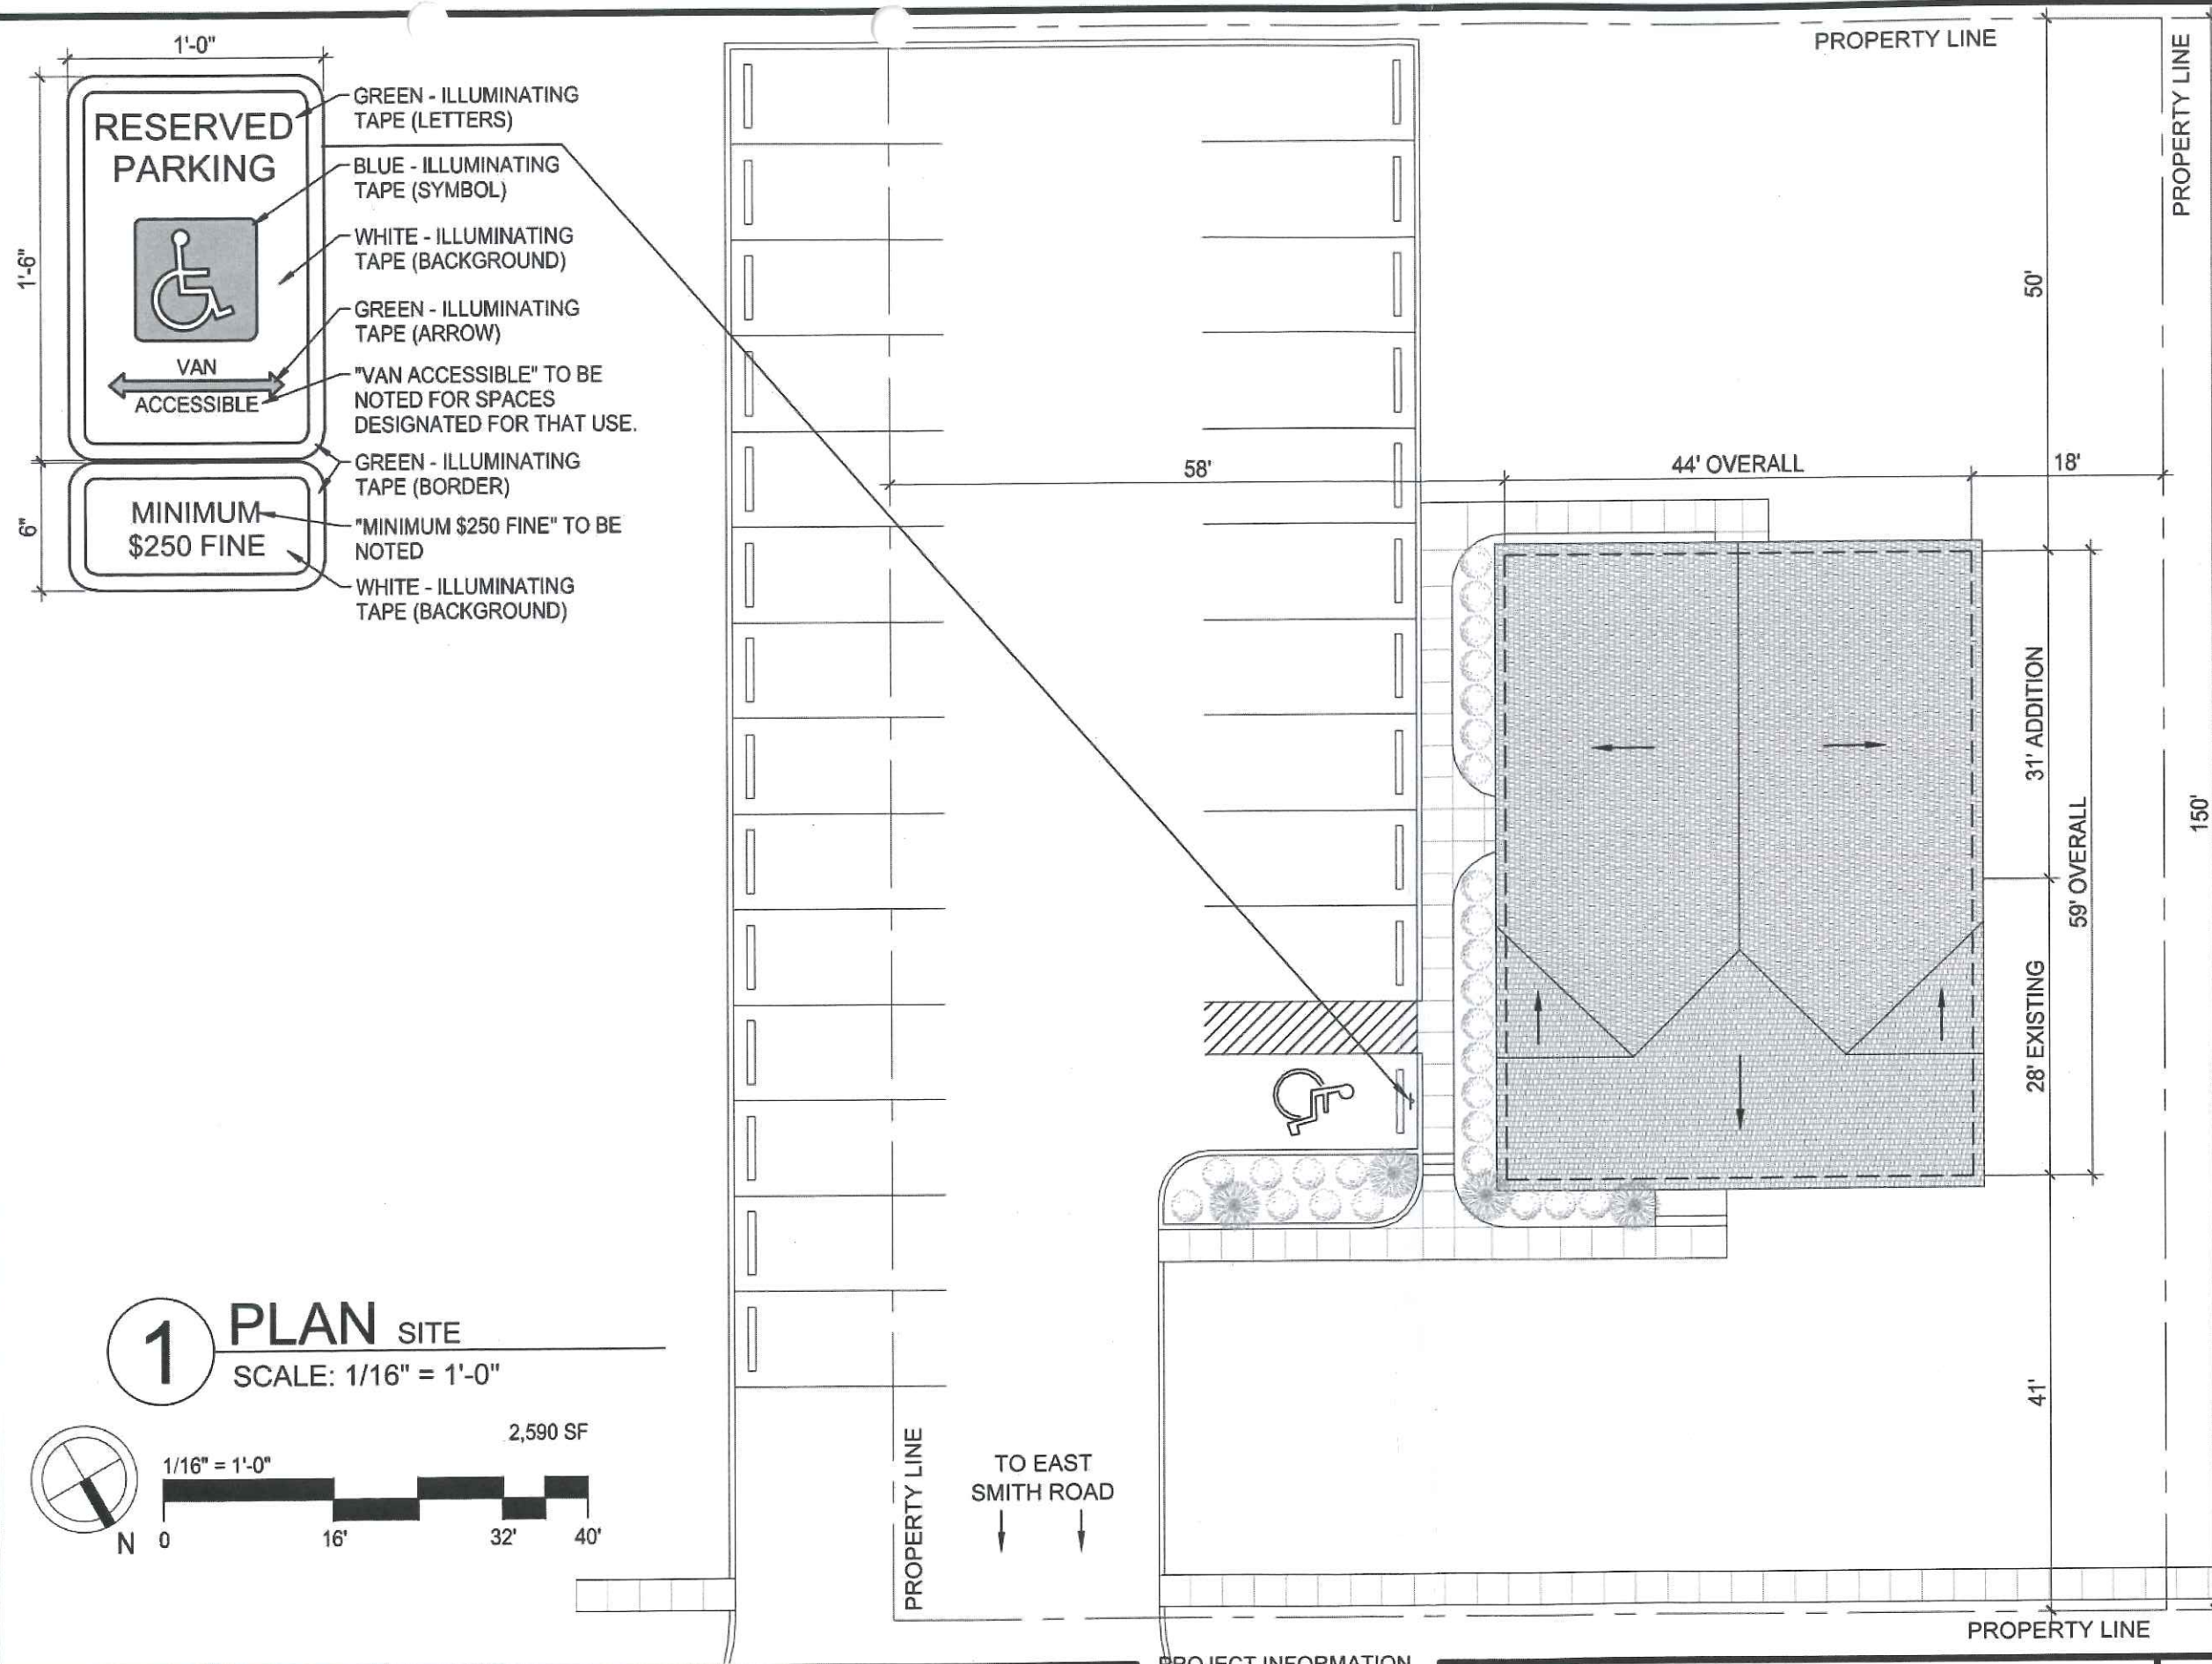 1'-0"
1'-6"
6"
RESERVED
PARKING
VAN
ACCESSIBLE
MINIMUM
$250 FINE
GREEN - ILLUMINATING
TAPE (LETTERS)
BLUE - ILLUMINATING
TAPE (SYMBOL)
WHITE - ILLUMINATING
TAPE (BACKGROUND)
GREEN - ILLUMINATING
TAPE (ARROW)
"VAN ACCESSIBLE" TO BE
NOTED FOR SPACES
DESIGNATED FOR THAT USE.
GREEN - ILLUMINATING
TAPE (BORDER)
"MINIMUM $250 FINE" TO BE
NOTED
WHITE - ILLUMINATING
TAPE (BACKGROUND)
PROPERTY LINE
PROPERTY LINE
50'
58'
44' OVERALL
18'
31' ADDITION
59' OVERALL
150'
28' EXISTING
41'
1
PLAN SITE
SCALE: 1/16" = 1'-0"
2,590 SF
1/16" = 1'-0"
N
0
16'
32'
40'
PROPERTY LINE
TO EAST
SMITH ROAD
PROPERTY LINE
PROJECT INFORMATION